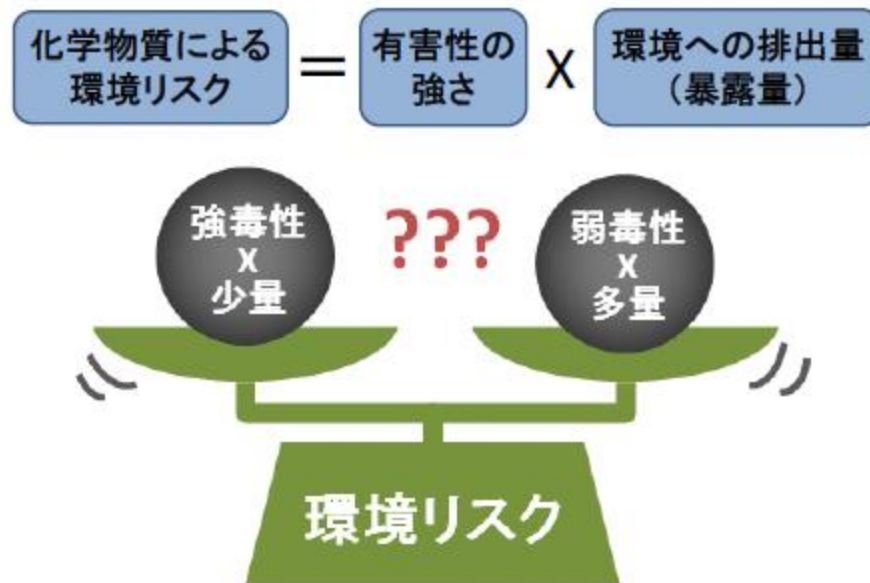 化学物質による
環境リスク
=
有害性の
強さ
X
環境への排出量
（暴露量）
強毒性
X
少量
???
弱毒性
X
多量
環境リスク